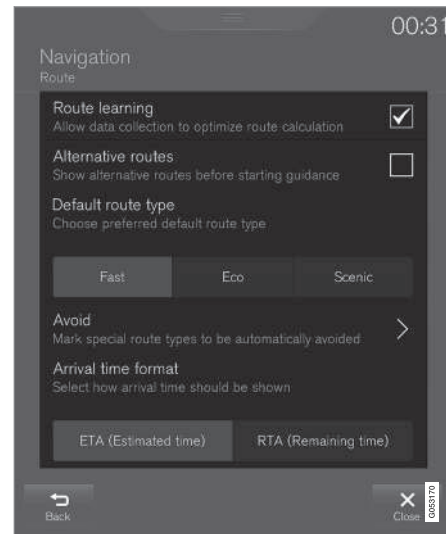 00:31
Navigation
Route
Route learning
Allow data collection to optimize route calculation
Alternative routes
Show alternative routes before starting guidance
Default route type
Choose preferred default route type
Fast Eco Scenic
Avoid
Mark special route types to be automatically avoided
Arrival time format
Select how arrival time should be shown
ETA (Estimated time) RTA (Remaining time)
Back Close
G053170